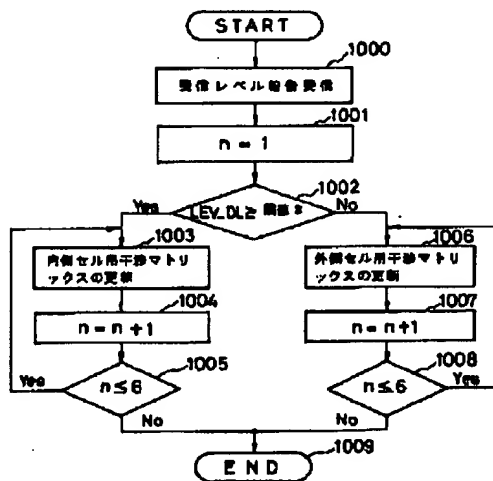 START
1000
受信レベル報告受信
1001
n = 1
1002
LEV_DL≥ 閾値 2
Yes
No
1003
内側セル用干渉マトリ
ックスの更新
1006
外側セル用干渉マトリ
ックスの更新
1004
n = n + 1
1007
n = n + 1
1005
n ≤ 6
Yes
No
1008
n ≤ 6
Yes
No
END
1009